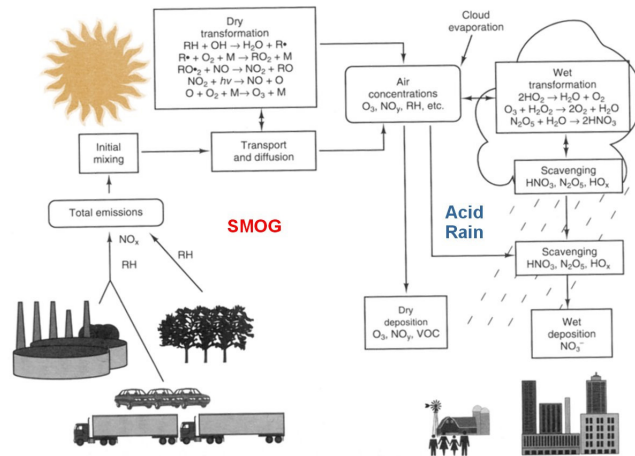 Dry
transformation
RH + OH → H₂O + R•
R• + O₂ + M → RO₂ + M
RO•₂ + NO → NO₂ + RO
NO₂ + hv → NO + O
O + O₂ + M → O₃ + M
Cloud
evaporation
Air
concentrations
O₃, NOy, RH, etc.
Wet
transformation
2HO₂ → H₂O + O₂
O₃ + H₂O₂ → 2O₂ + H₂O
N₂O₅ + H₂O → 2HNO₃
Initial
mixing
Transport
and diffusion
Scavenging
HNO₃, N₂O₅, HOₓ
Total emissions
SMOG
Acid
Rain
NOₓ
RH
RH
Scavenging
HNO₃, N₂O₅, HOₓ
Dry
deposition
O₃, NOy, VOC
Wet
deposition
NO₃⁻